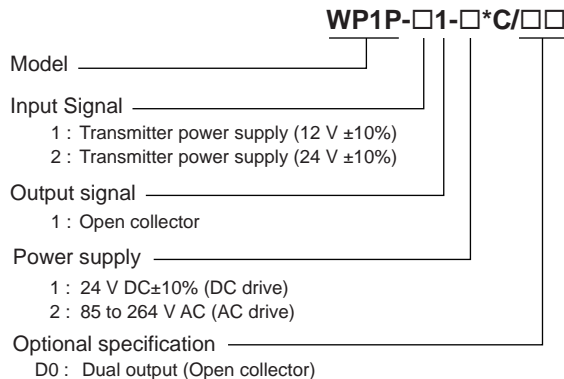 WP1P-□1-□*C/□□
Model
Input Signal
1 : Transmitter power supply (12 V ±10%)
2 : Transmitter power supply (24 V ±10%)
Output signal
1 : Open collector
Power supply
1 : 24 V DC±10% (DC drive)
2 : 85 to 264 V AC (AC drive)
Optional specification
D0 : Dual output (Open collector)